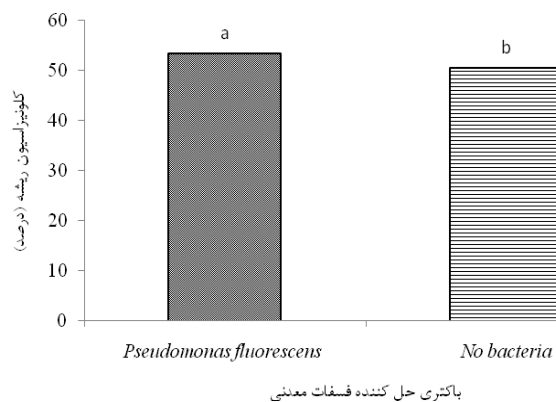 60
50
40
30
20
10
0
کلونیزاسیون ریشه (درصد)
a
b
Pseudomonas fluorescens
No bacteria
باکتری حل کننده فسفات معدنی